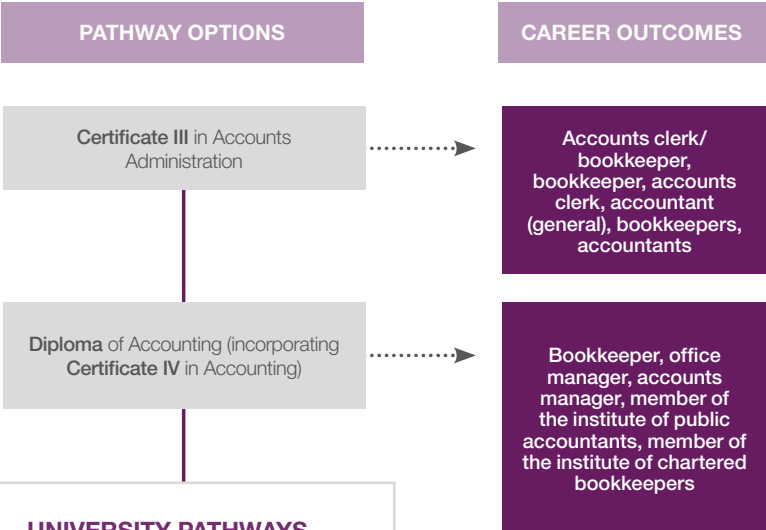 PATHWAY OPTIONS
CAREER OUTCOMES
Certificate III in Accounts
Administration
Accounts clerk/
bookkeeper,
bookkeeper, accounts
clerk, accountant
(general), bookkeepers,
accountants
Diploma of Accounting (incorporating
Certificate IV in Accounting)
Bookkeeper, office
manager, accounts
manager, member of
the institute of public
accountants, member of
the institute of chartered
bookkeepers
UNIVERSITY PATHWAYS